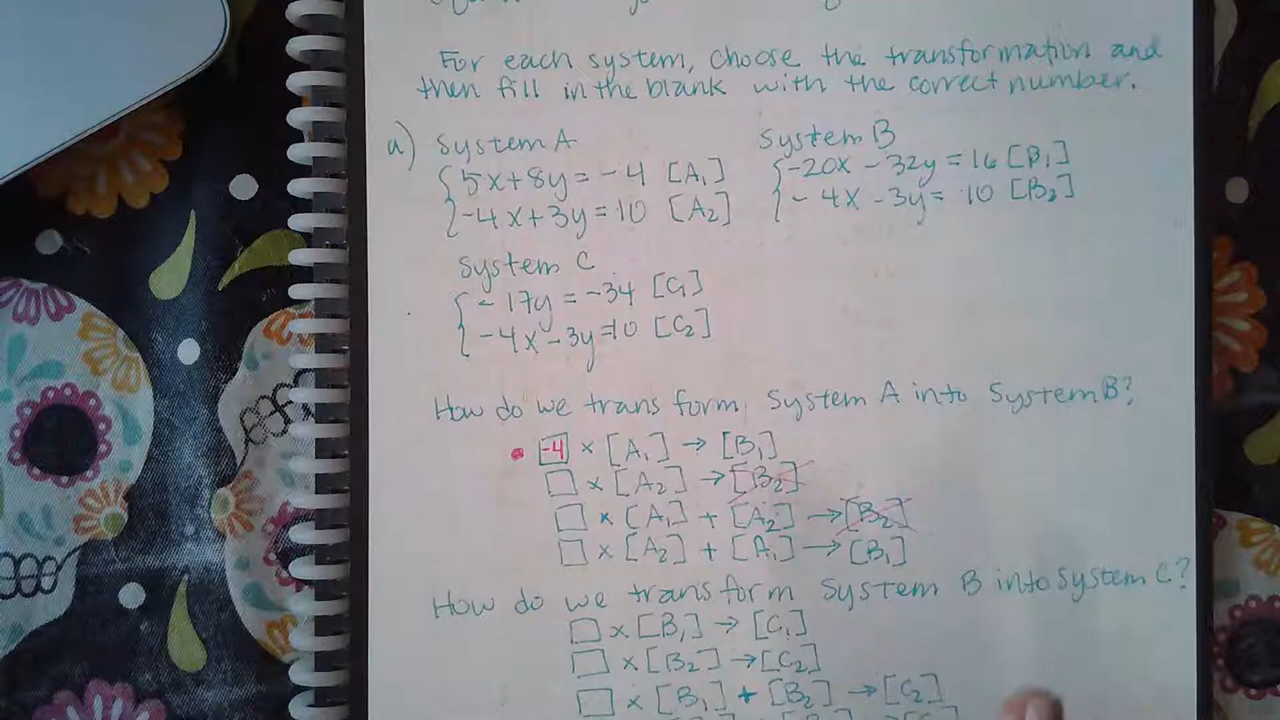 For each system, choose the transformation and
then fill in the blank with the correct number.
a) System A
{5x+8y=-4 [A₁]
-4x+3y=10 [A₂]
System B
{-20x-32y=16 [B₁]
-4x-3y=10 [B₂]
System C
{-17y=-34 [C₁]
-4x-3y=10 [C₂]
How do we transform System A into System B?
-4 × [A₁] → [B₁]
□ × [A₂] → [B₂]
□ × [A₁] + [A₂] → [B₂]
□ × [A₂] + [A₁] → [B₁]
How do we transform System B into System C?
□ × [B₁] → [C₁]
□ × [B₂] → [C₂]
□ × [B₁] + [B₂] → [C₂]